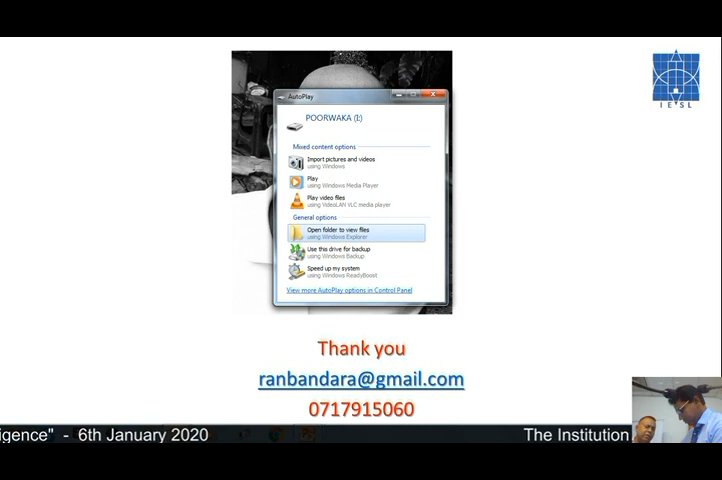 AutoPlay
POORWAKA (I:)
Mixed content options
Import pictures and videos
using Windows
Play
using Windows Media Player
Play video files
using VideoLAN VLC media player
General options
Open folder to view files
using Windows Explorer
Use this drive for backup
using Windows Backup
Speed up my system
using Windows ReadyBoost
View more AutoPlay options in Control Panel
I E S L
Thank you
ranbandara@gmail.com
0717915060
igence" - 6th January 2020
The Institution